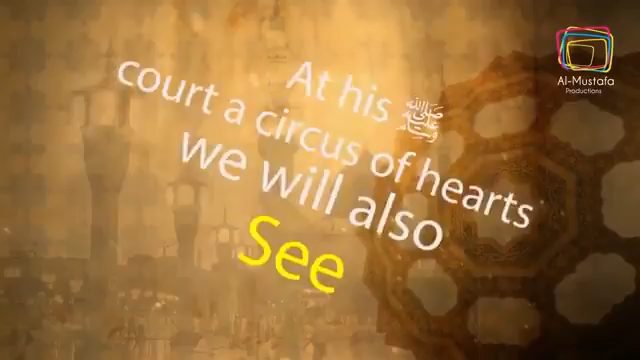 At his ﷺ
court a circus of hearts
we will also
See
Al-Mustafa
Productions